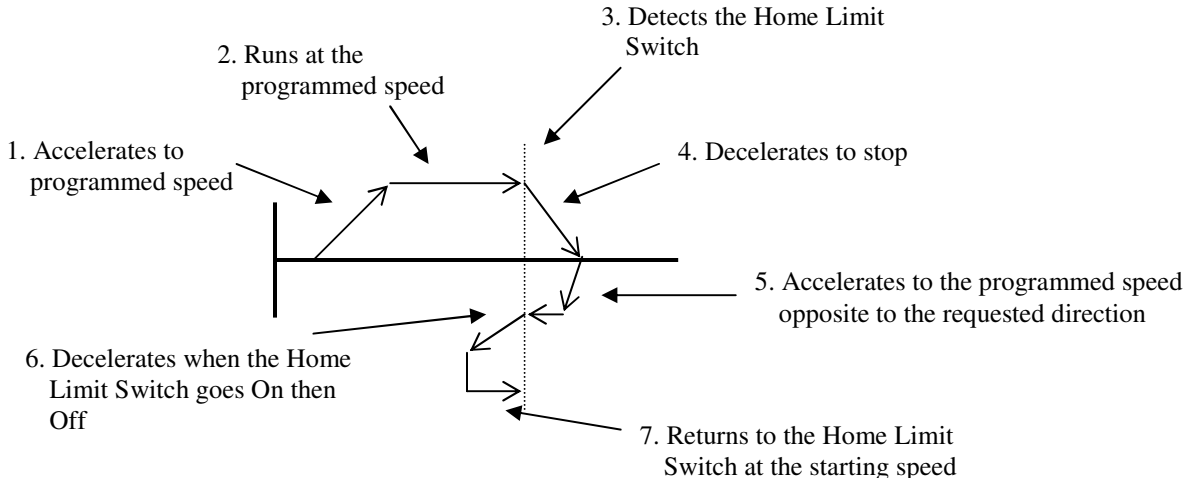 1. Accelerates to
programmed speed
2. Runs at the
programmed speed
3. Detects the Home Limit
Switch
4. Decelerates to stop
5. Accelerates to the programmed speed
opposite to the requested direction
6. Decelerates when the Home
Limit Switch goes On then
Off
7. Returns to the Home Limit
Switch at the starting speed